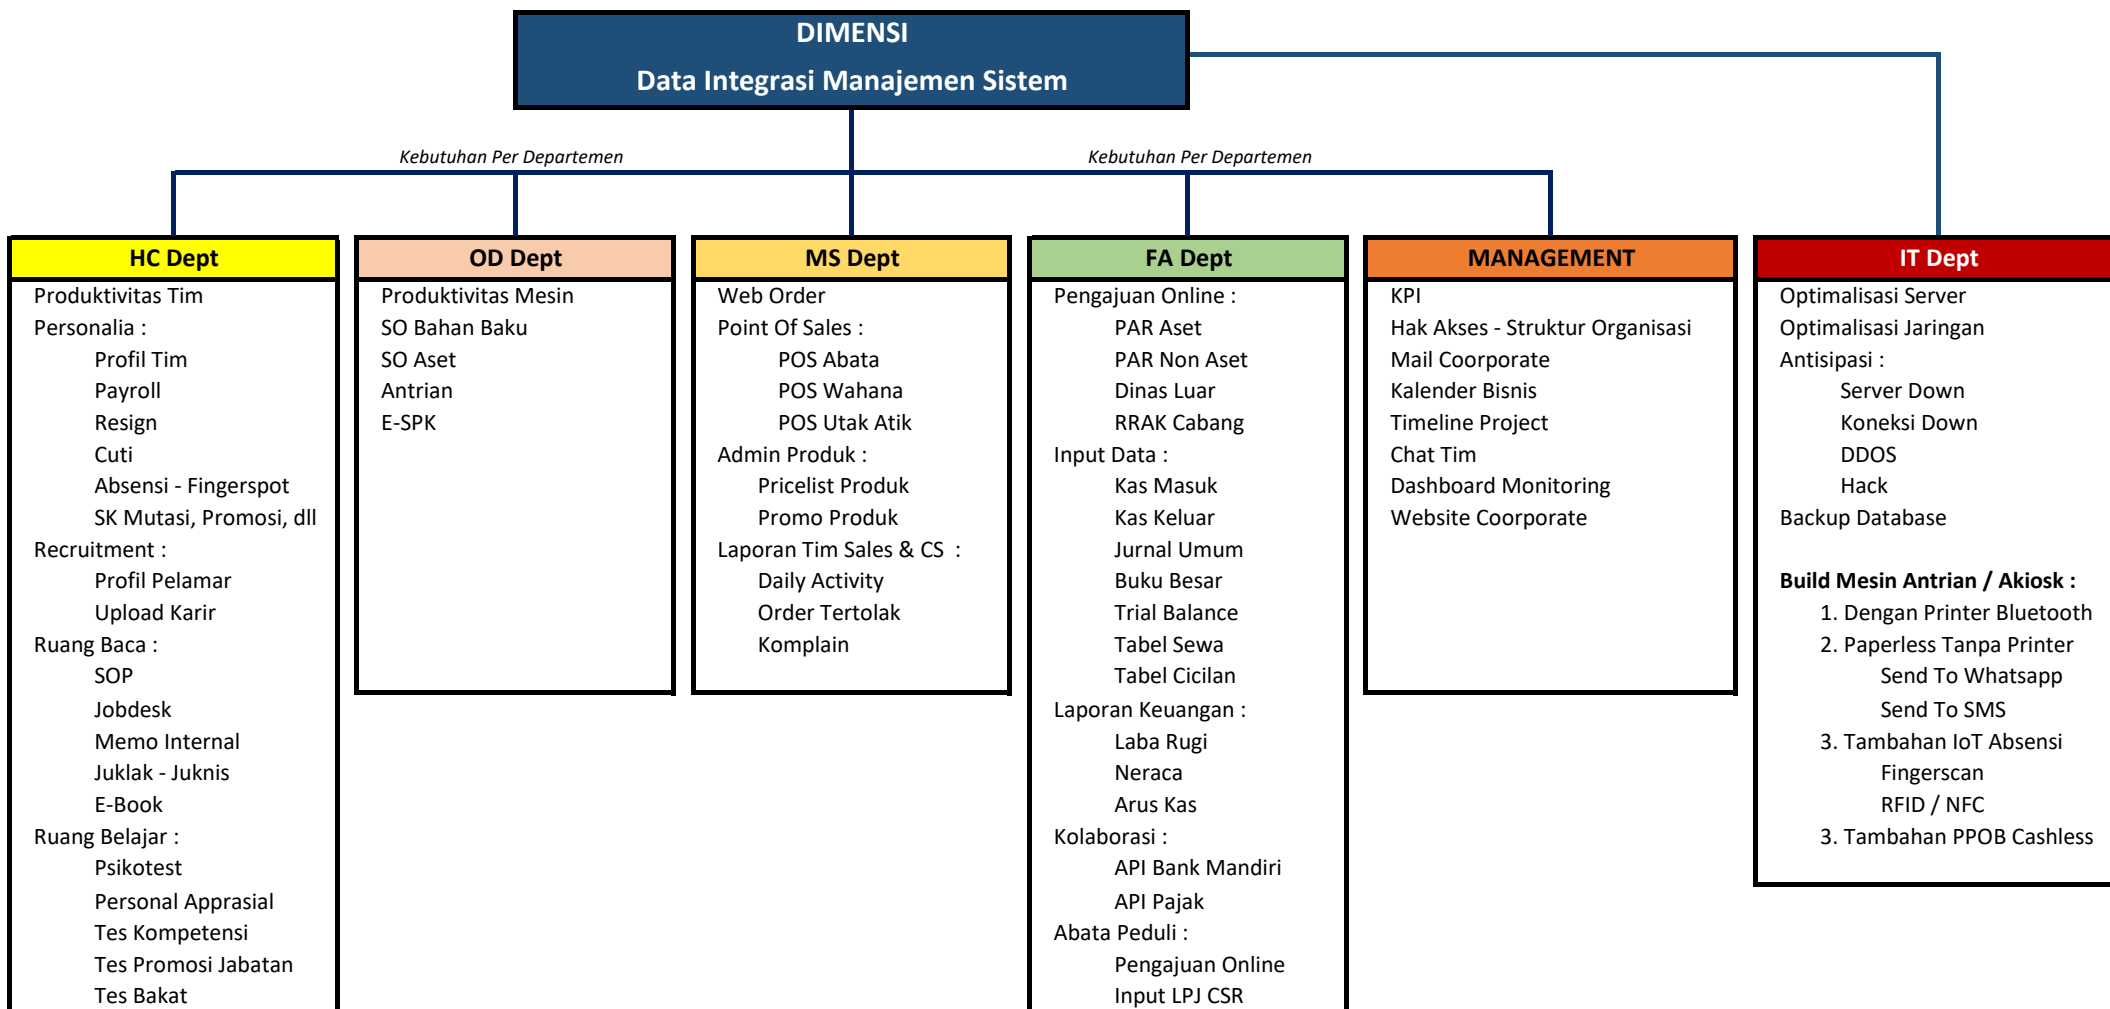 DIMENSI
Data Integrasi Manajemen Sistem
Kebutuhan Per Departemen
Kebutuhan Per Departemen
HC Dept
Produktivitas Tim
Personalia :
Profil Tim
Payroll
Resign
Cuti
Absensi - Fingerspot
SK Mutasi, Promosi, dll
Recruitment :
Profil Pelamar
Upload Karir
Ruang Baca :
SOP
Jobdesk
Memo Internal
Juklak - Juknis
E-Book
Ruang Belajar :
Psikotest
Personal Apprasial
Tes Kompetensi
Tes Promosi Jabatan
Tes Bakat
OD Dept
Produktivitas Mesin
SO Bahan Baku
SO Aset
Antrian
E-SPK
MS Dept
Web Order
Point Of Sales :
POS Abata
POS Wahana
POS Utak Atik
Admin Produk :
Pricelist Produk
Promo Produk
Laporan Tim Sales & CS :
Daily Activity
Order Tertolak
Komplain
FA Dept
Pengajuan Online :
PAR Aset
PAR Non Aset
Dinas Luar
RRAK Cabang
Input Data :
Kas Masuk
Kas Keluar
Jurnal Umum
Buku Besar
Trial Balance
Tabel Sewa
Tabel Cicilan
Laporan Keuangan :
Laba Rugi
Neraca
Arus Kas
Kolaborasi :
API Bank Mandiri
API Pajak
Abata Peduli :
Pengajuan Online
Input LPJ CSR
MANAGEMENT
KPI
Hak Akses - Struktur Organisasi
Mail Coorporate
Kalender Bisnis
Timeline Project
Chat Tim
Dashboard Monitoring
Website Coorporate
IT Dept
Optimalisasi Server
Optimalisasi Jaringan
Antisipasi :
Server Down
Koneksi Down
DDOS
Hack
Backup Database
Build Mesin Antrian / Akiosk :
1. Dengan Printer Bluetooth
2. Paperless Tanpa Printer
Send To Whatsapp
Send To SMS
3. Tambahan IoT Absensi
Fingerscan
RFID / NFC
3. Tambahan PPOB Cashless